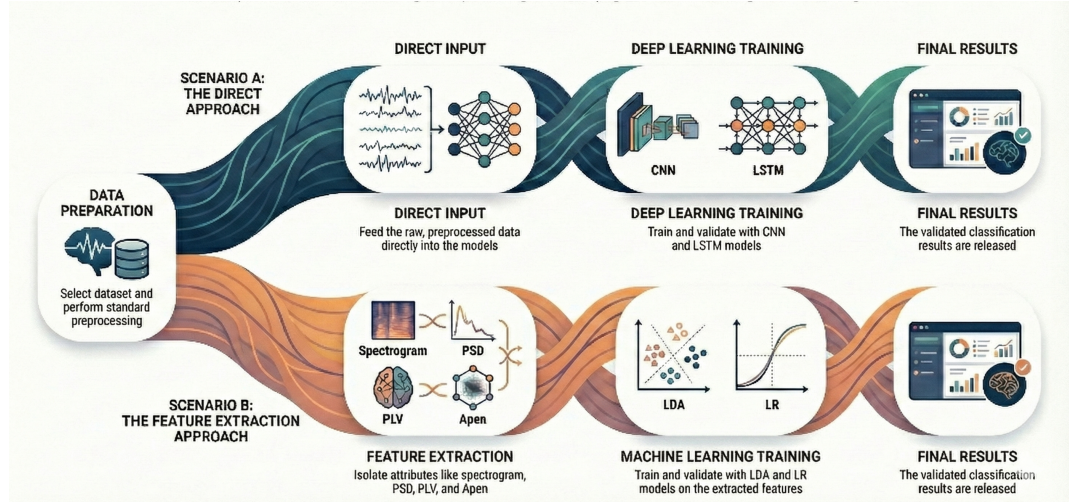 DIRECT INPUT
DEEP LEARNING TRAINING
FINAL RESULTS
SCENARIO A:
THE DIRECT
APPROACH
CNN
LSTM
DATA
PREPARATION
Select dataset and
perform standard
preprocessing
DIRECT INPUT
Feed the raw, preprocessed data
directly into the models
DEEP LEARNING TRAINING
Train and validate with CNN
and LSTM models
FINAL RESULTS
The validated classification
results are released
SCENARIO B:
THE FEATURE EXTRACTION
APPROACH
Spectrogram
PSD
PLV
Apen
LDA
LR
FEATURE EXTRACTION
Isolate attributes like spectrogram,
PSD, PLV, and Apen
MACHINE LEARNING TRAINING
Train and validate with LDA and LR
models on the extracted features
FINAL RESULTS
The validated classification
results are released